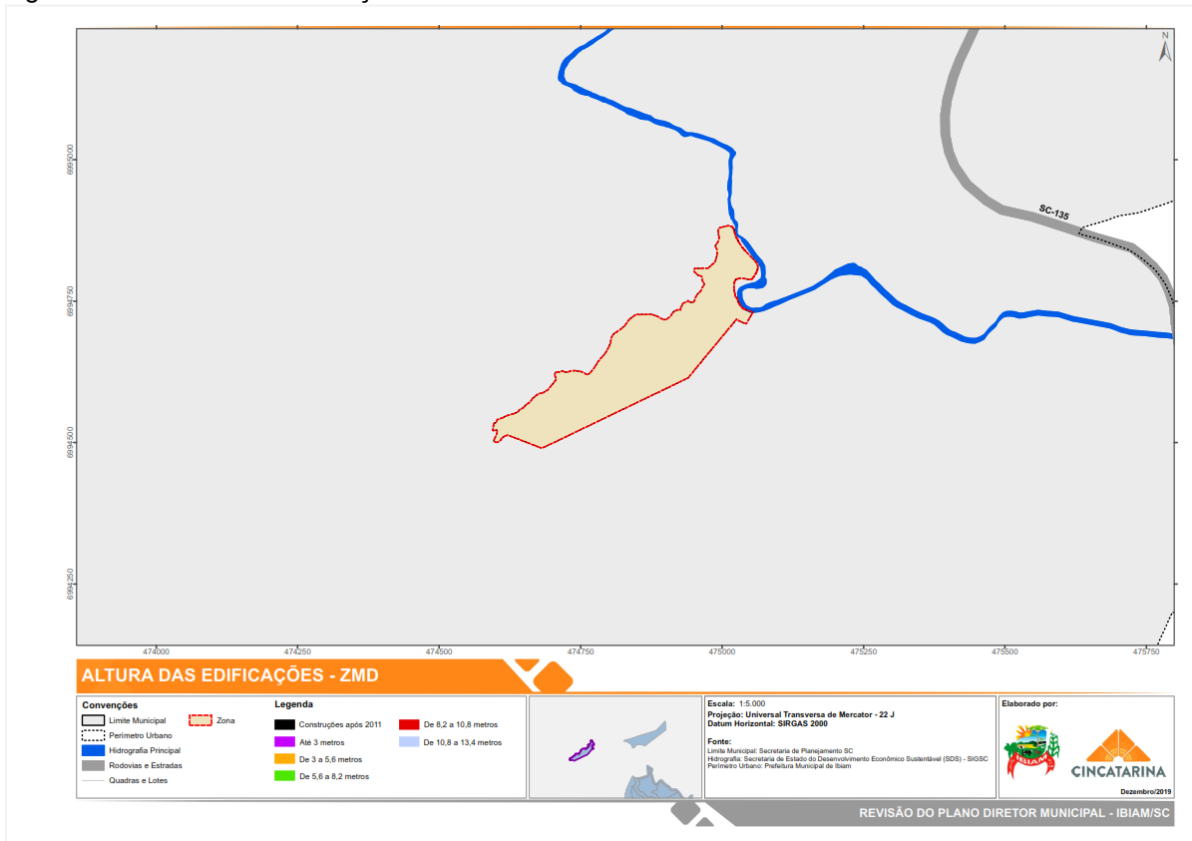 N
SC-135
6995000
6994750
6994500
6994250
474000
474250
474500
474750
475000
475250
475500
475750
ALTURA DAS EDIFICAÇÕES - ZMD
Convenções
Limite Municipal
Zona
Perímetro Urbano
Hidrografia Principal
Rodovias e Estradas
Quadras e Lotes
Legenda
Construções após 2011
Até 3 metros
De 3 a 5,6 metros
De 5,6 a 8,2 metros
De 8,2 a 10,8 metros
De 10,8 a 13,4 metros
Escala: 1:5.000
Projeção: Universal Transversa de Mercator - 22 J
Datum Horizontal: SIRGAS 2000
Fonte:
Limite Municipal: Secretaria de Planejamento SC
Hidrografia: Secretaria de Estado do Desenvolvimento Econômico Sustentável (SDS) - SIGSC
Perímetro Urbano: Prefeitura Municipal de Ibiam
Elaborado por:
IBIAM
CINCATARINA
Dezembro/2019
REVISÃO DO PLANO DIRETOR MUNICIPAL - IBIAM/SC